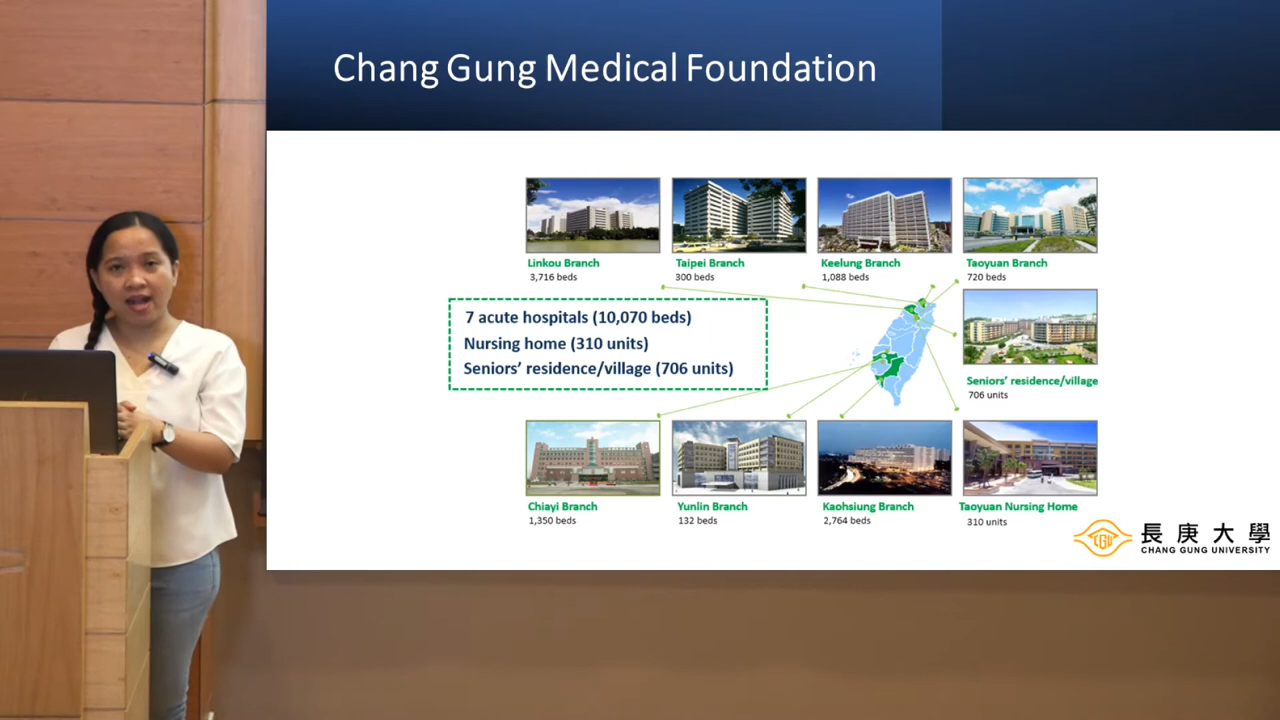 Chang Gung Medical Foundation
Linkou Branch
3,716 beds
Taipei Branch
300 beds
Keelung Branch
1,088 beds
Taoyuan Branch
720 beds
7 acute hospitals (10,070 beds)
Nursing home (310 units)
Seniors’ residence/village (706 units)
Seniors’ residence/village
706 units
Chiayi Branch
1,350 beds
Yunlin Branch
132 beds
Kaohsiung Branch
2,764 beds
Taoyuan Nursing Home
310 units
CGU
長庚大學
CHANG GUNG UNIVERSITY